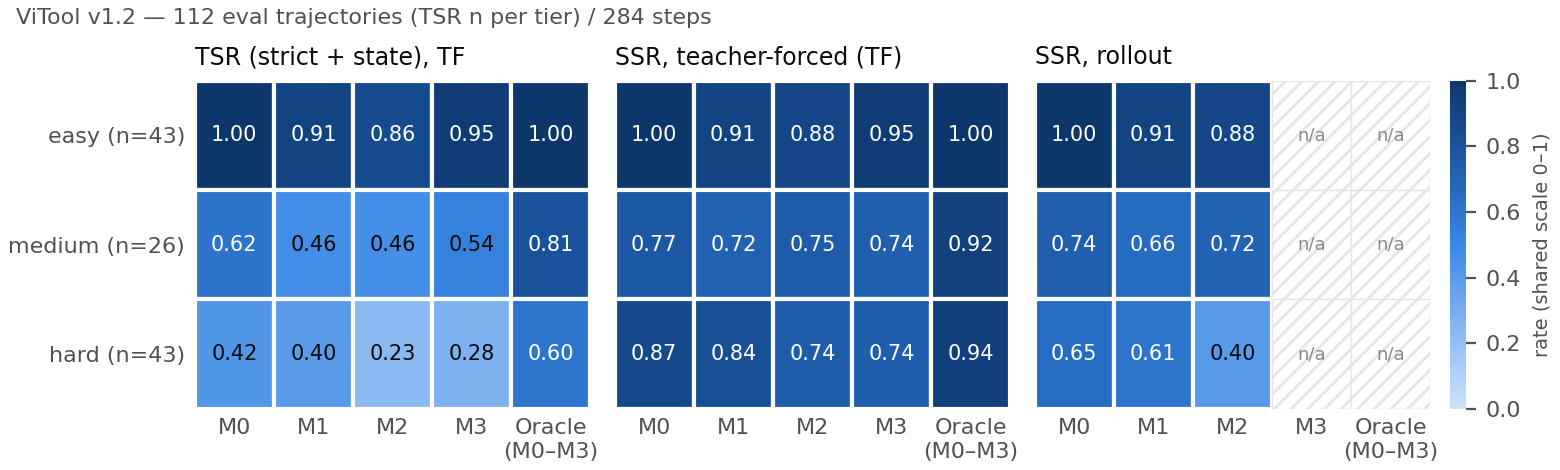 ViTool v1.2 — 112 eval trajectories (TSR n per tier) / 284 steps
TSR (strict + state), TF
SSR, teacher-forced (TF)
SSR, rollout
easy (n=43) 1.00 0.91 0.86 0.95 1.00 1.00 0.91 0.88 0.95 1.00 1.00 0.91 0.88 n/a n/a
medium (n=26) 0.62 0.46 0.46 0.54 0.81 0.77 0.72 0.75 0.74 0.92 0.74 0.66 0.72 n/a n/a
hard (n=43) 0.42 0.40 0.23 0.28 0.60 0.87 0.84 0.74 0.74 0.94 0.65 0.61 0.40 n/a n/a
M0 M1 M2 M3 Oracle (M0–M3)
M0 M1 M2 M3 Oracle (M0–M3)
M0 M1 M2 M3 Oracle (M0–M3)
1.0
0.8
0.6
0.4
0.2
0.0
rate (shared scale 0–1)